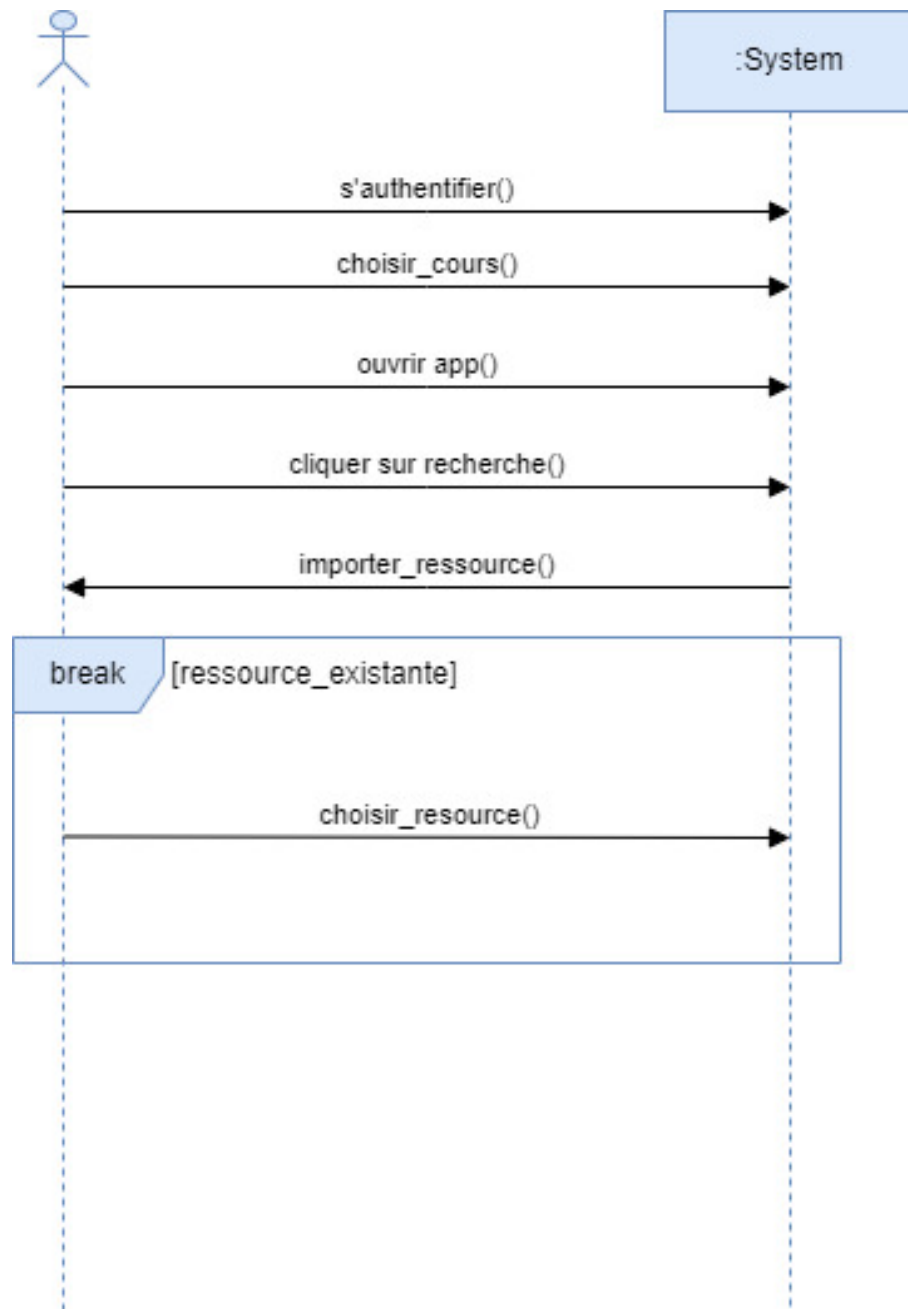 :System
s'authentifier()
choisir_cours()
ouvrir app()
cliquer sur recherche()
importer_ressource()
break [ressource_existante]
choisir_resource()